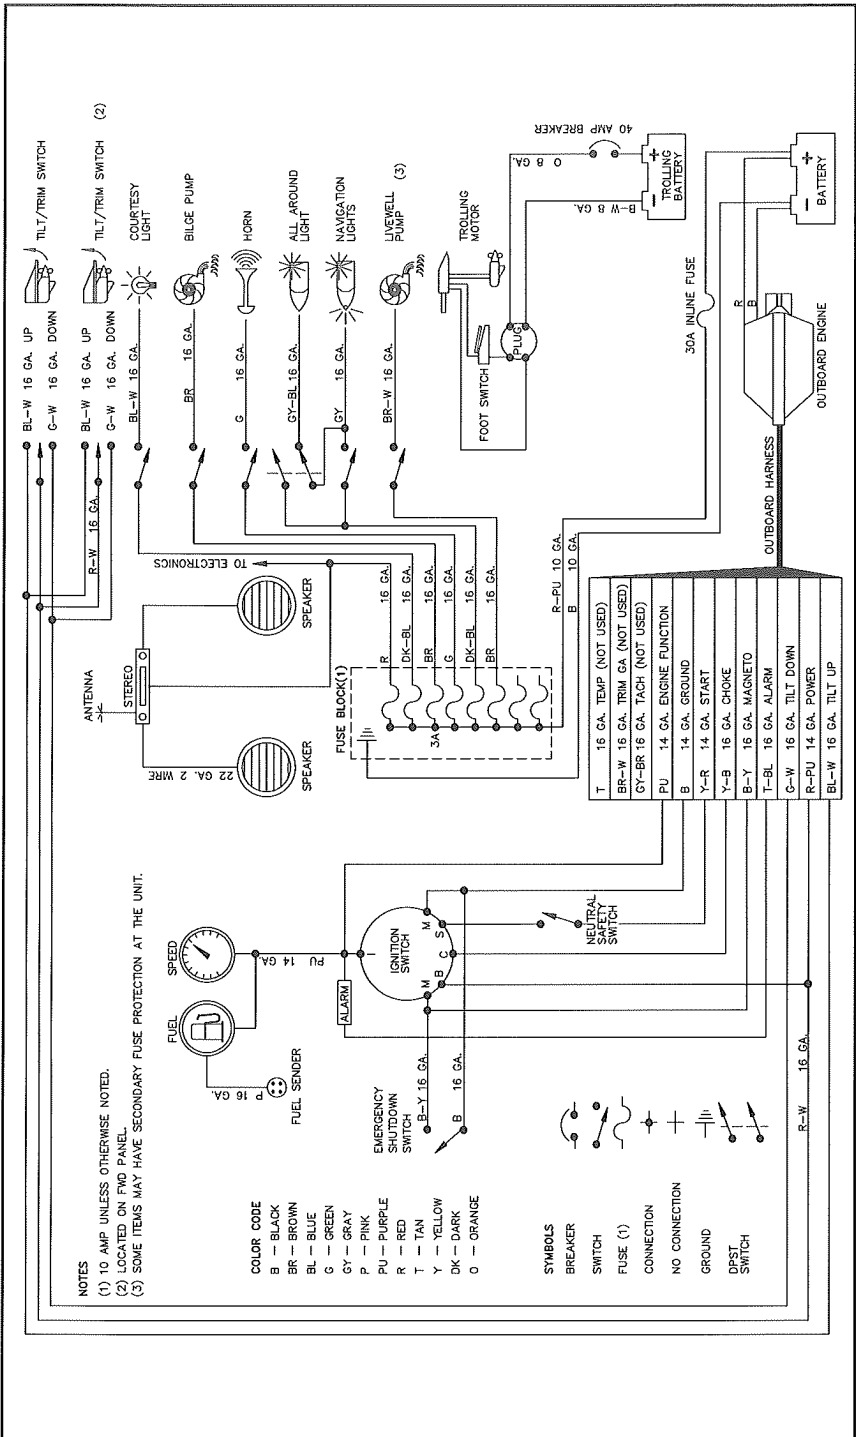 NOTES
(1) 10 AMP UNLESS OTHERWISE NOTED.
(2) LOCATED ON FWD PANEL.
(3) SOME ITEMS MAY HAVE SECONDARY FUSE PROTECTION AT THE UNIT.
COLOR CODE
B — BLACK
BR — BROWN
BL — BLUE
G — GREEN
GY — GRAY
P — PINK
PU — PURPLE
R — RED
T — TAN
Y — YELLOW
DK — DARK
O — ORANGE
SYMBOLS
BREAKER
SWITCH
FUSE (1)
CONNECTION
NO CONNECTION
GROUND
DPST
SWITCH
FUEL
SPEED
P 16 GA.
FUEL SENDER
PU 14 GA.
ALARM
I
IGNITION
SWITCH
M
B
C
S
M
EMERGENCY
SHUTDOWN
SWITCH
B-Y 16 GA.
B 16 GA.
NEUTRAL
SAFETY
SWITCH
R-W 16 GA.
ANTENNA
STEREO
22 GA. 2 WIRE
SPEAKER
SPEAKER
TO ELECTRONICS
FUSE BLOCK(1)
3A
R 16 GA.
DK-BL 16 GA.
BR 16 GA.
G 16 GA.
DK-BL 16 GA.
BR 16 GA.
R-PU 10 GA.
B 10 GA.
T 16 GA. TEMP (NOT USED)
BR-W 16 GA. TRIM GA (NOT USED)
GY-BR 16 GA. TACH (NOT USED)
PU 14 GA. ENGINE FUNCTION
B 14 GA. GROUND
Y-R 14 GA. START
Y-B 16 GA. CHOKE
B-Y 16 GA. MAGNETO
T-BL 16 GA. ALARM
G-W 16 GA. TILT DOWN
R-PU 14 GA. POWER
BL-W 16 GA. TILT UP
BL-W 16 GA. UP
G-W 16 GA. DOWN
TILT/TRIM SWITCH
BL-W 16 GA. UP
R-W 16 GA.
G-W 16 GA. DOWN
TILT/TRIM SWITCH (2)
BL-W 16 GA.
COURTESY
LIGHT
BR 16 GA.
BILGE PUMP
G 16 GA.
HORN
GY-BL 16 GA.
ALL AROUND
LIGHT
GY 16 GA.
NAVIGATION
LIGHTS
BR-W 16 GA.
LIVEWELL
PUMP (3)
TROLLING
MOTOR
FOOT SWITCH
PLUG
O 8 GA.
40 AMP BREAKER
B-W 8 GA.
+
−
TROLLING
BATTERY
30A INLINE FUSE
R
B
+
−
BATTERY
OUTBOARD HARNESS
OUTBOARD ENGINE